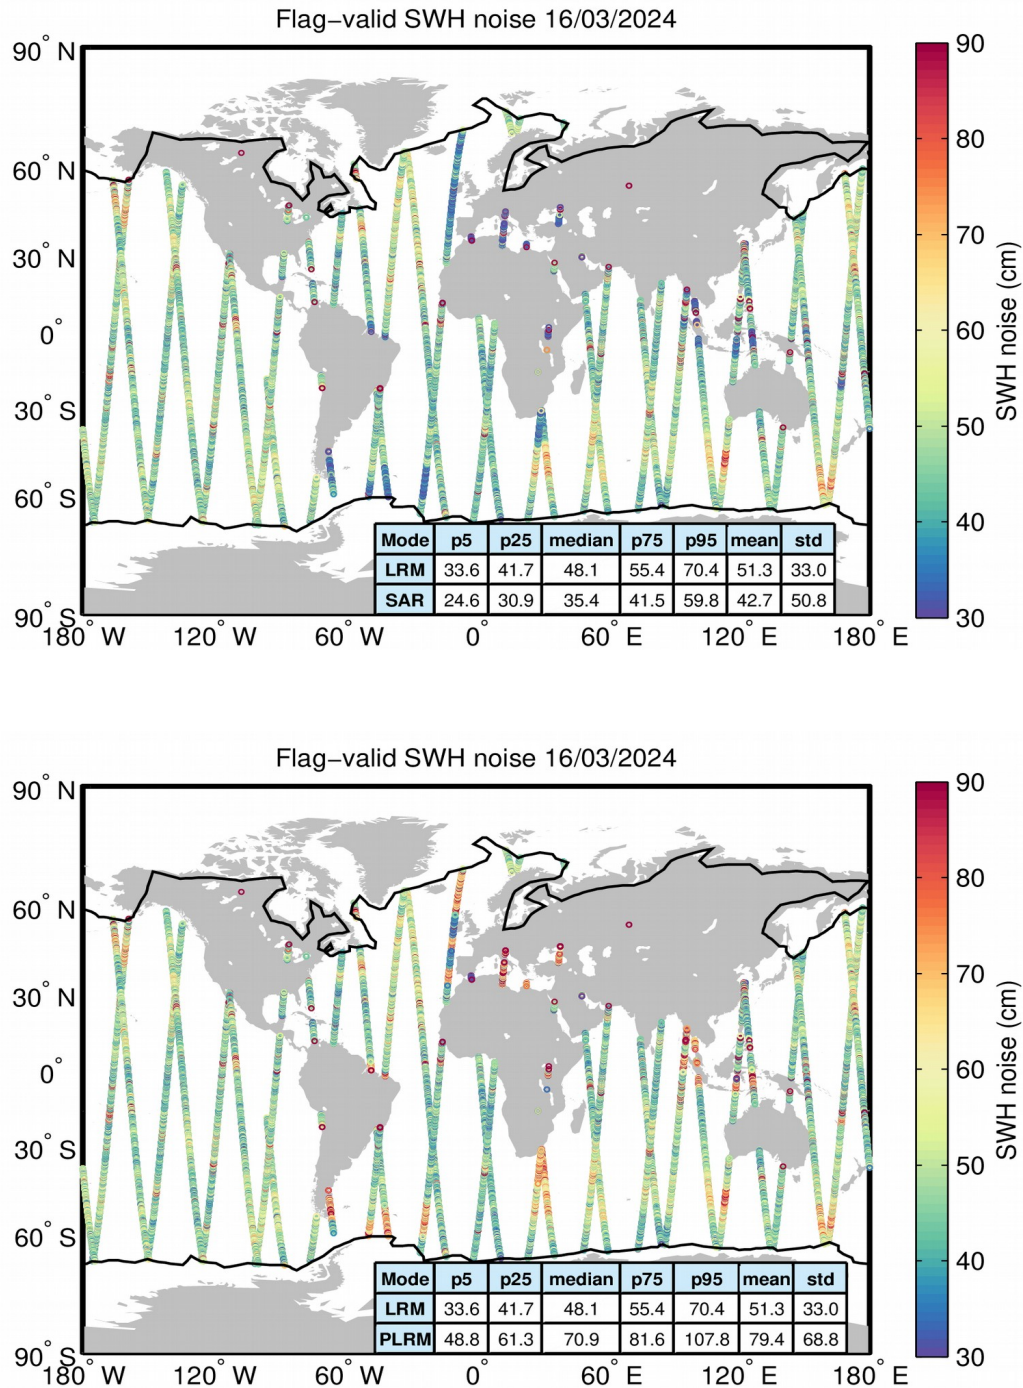 Flag−valid SWH noise 16/03/2024
90° N
60° N
30° N
0°
30° S
60° S
90° S
180° W 120° W 60° W 0° 60° E 120° E 180° E
90
80
70
60
50
40
30
SWH noise (cm)
Mode p5 p25 median p75 p95 mean std
LRM 33.6 41.7 48.1 55.4 70.4 51.3 33.0
SAR 24.6 30.9 35.4 41.5 59.8 42.7 50.8
Flag−valid SWH noise 16/03/2024
90° N
60° N
30° N
0°
30° S
60° S
90° S
180° W 120° W 60° W 0° 60° E 120° E 180° E
90
80
70
60
50
40
30
SWH noise (cm)
Mode p5 p25 median p75 p95 mean std
LRM 33.6 41.7 48.1 55.4 70.4 51.3 33.0
PLRM 48.8 61.3 70.9 81.6 107.8 79.4 68.8